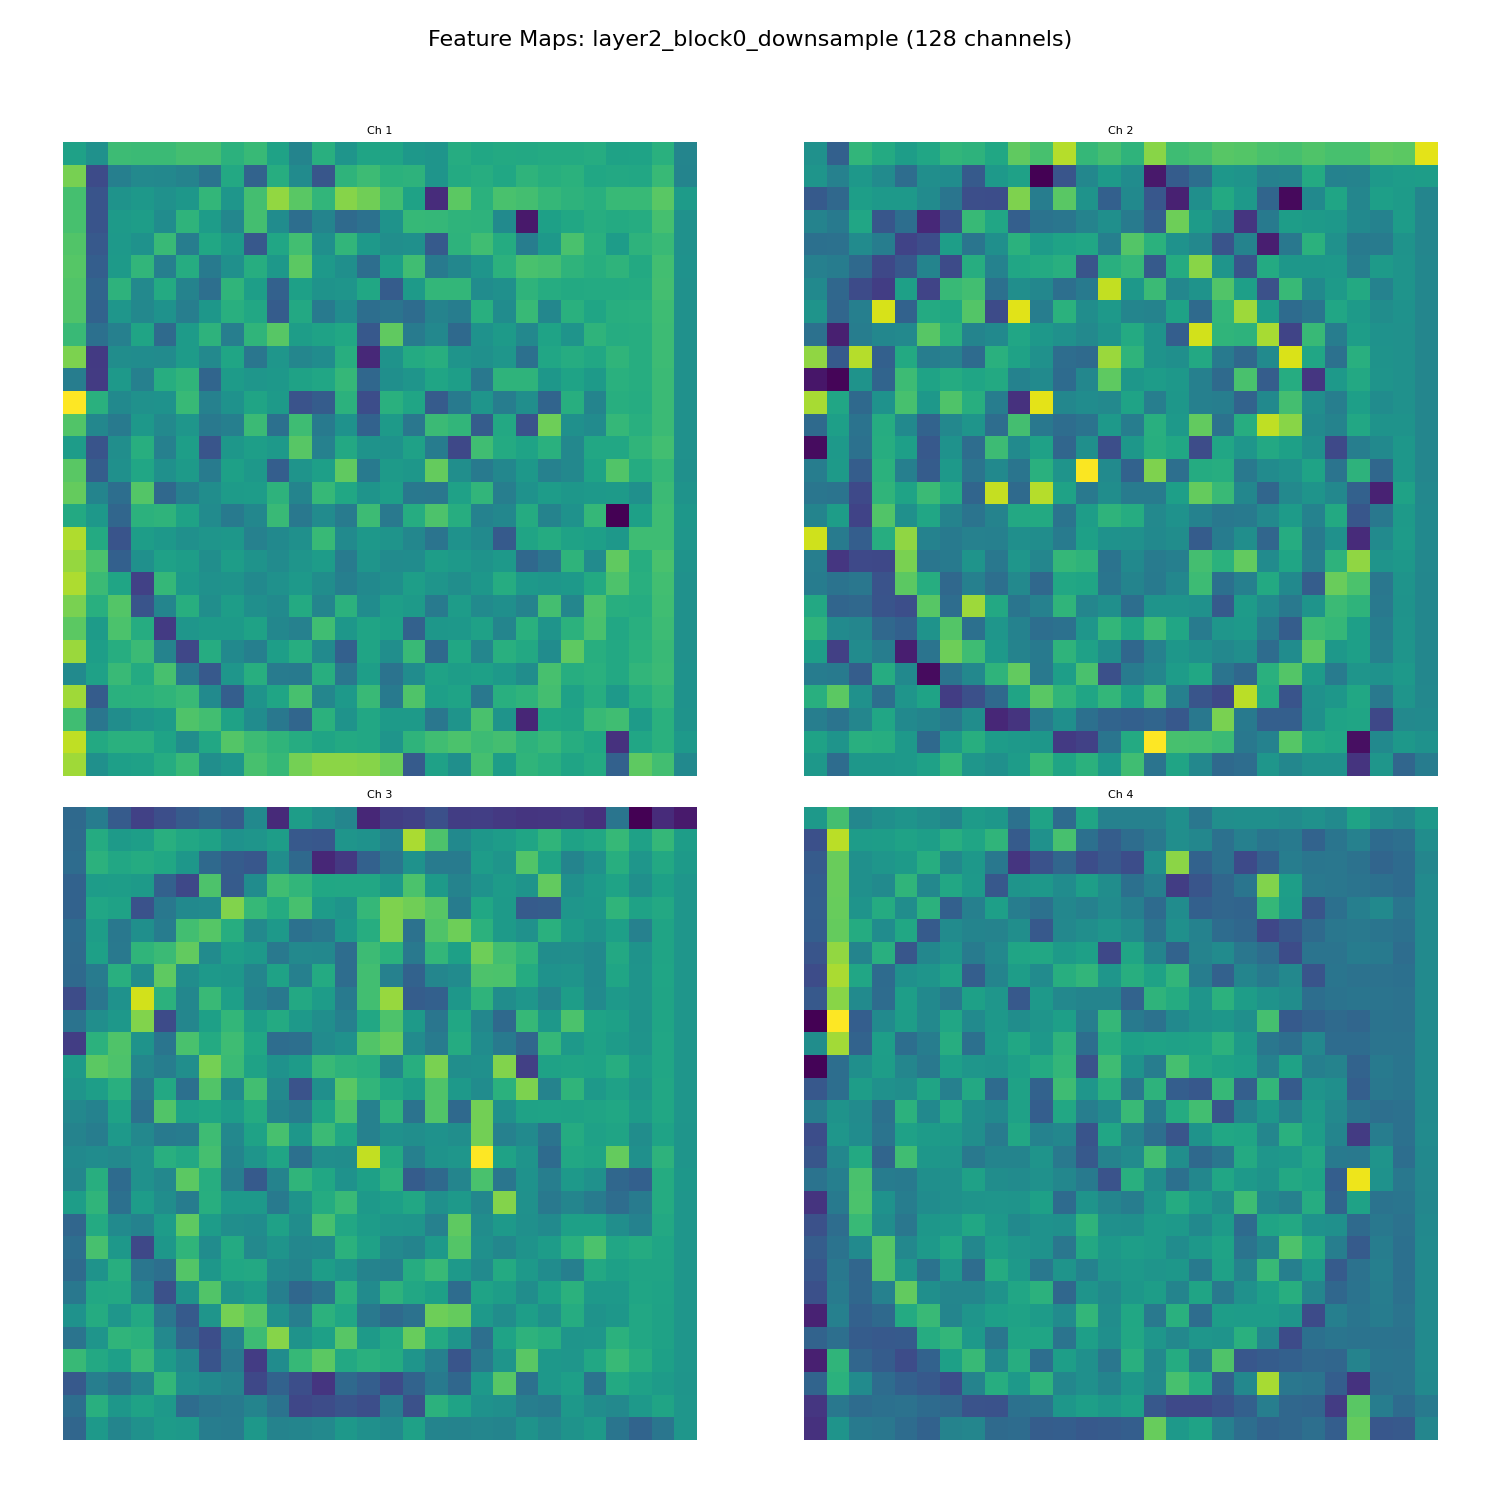 Feature Maps: layer2_block0_downsample (128 channels)
Ch 1
Ch 2
Ch 3
Ch 4